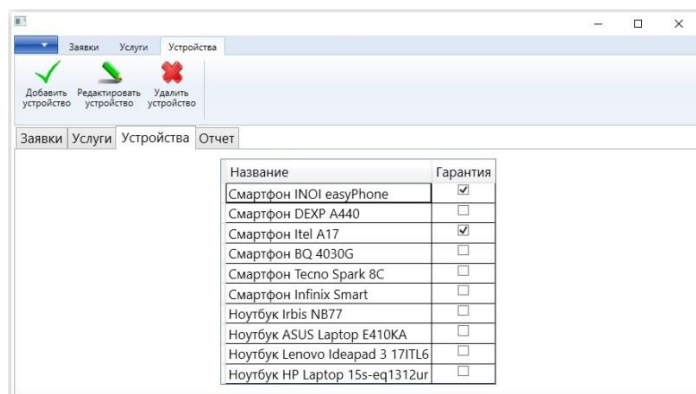 Заявки Услуги Устройства
Добавить устройство Редактировать устройство Удалить устройство
Заявки Услуги Устройства Отчет
Название Гарантия
Смартфон INOI easyPhone
Смартфон DEXP A440
Смартфон Itel A17
Смартфон BQ 4030G
Смартфон Tecno Spark 8C
Смартфон Infinix Smart
Ноутбук Irbis NB77
Ноутбук ASUS Laptop E410KA
Ноутбук Lenovo Ideapad 3 17ITL6
Ноутбук HP Laptop 15s-eq1312ur